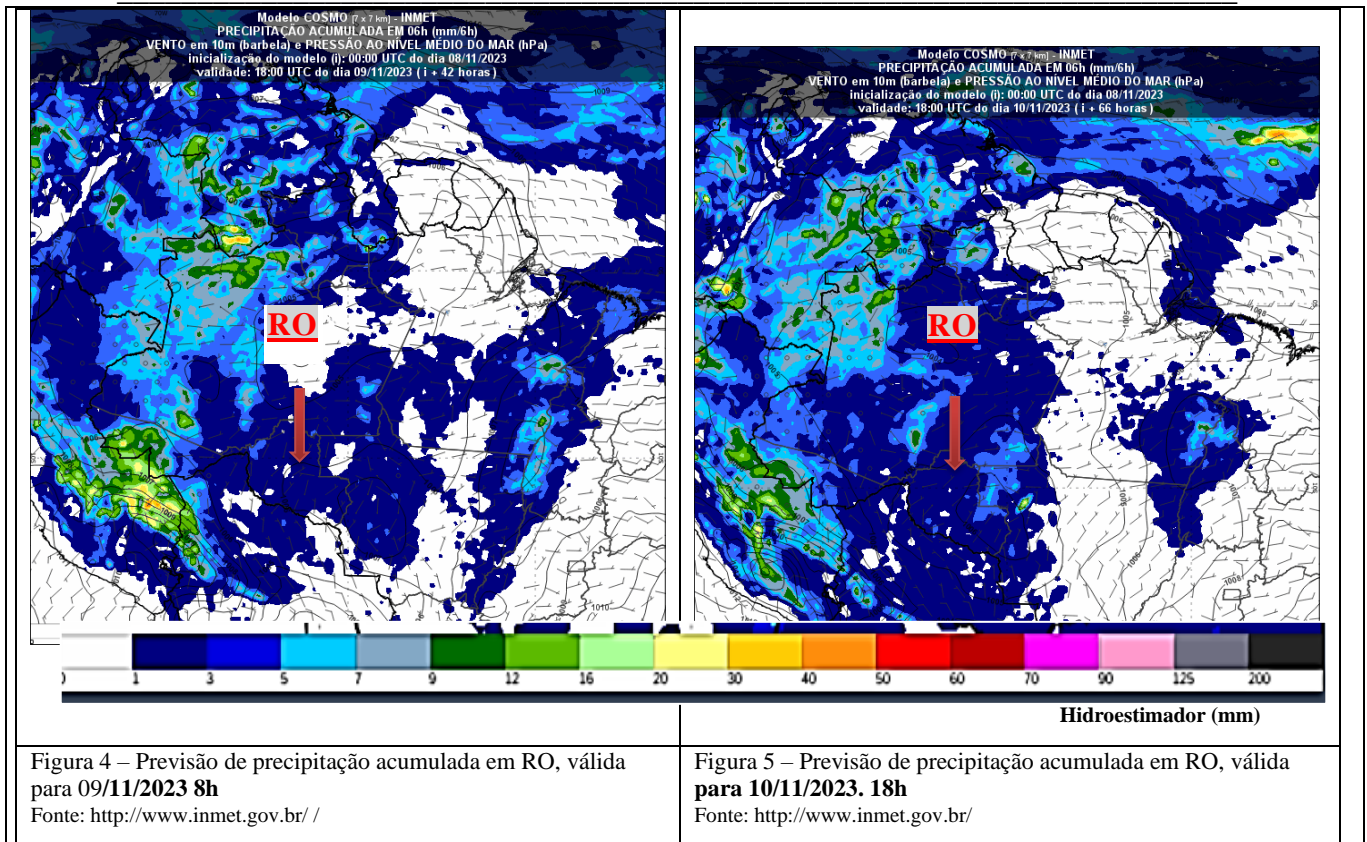 Modelo COSMO [7 x 7 km] - INMET
PRECIPITAÇÃO ACUMULADA EM 06h (mm/6h)
VENTO em 10m (barbela) e PRESSÃO AO NÍVEL MÉDIO DO MAR (hPa)
inicialização do modelo (i): 00:00 UTC do dia 08/11/2023
validade: 18:00 UTC do dia 09/11/2023 ( i + 42 horas )
RO
Modelo COSMO [7 x 7 km] - INMET
PRECIPITAÇÃO ACUMULADA EM 06h (mm/6h)
VENTO em 10m (barbela) e PRESSÃO AO NÍVEL MÉDIO DO MAR (hPa)
inicialização do modelo (i): 00:00 UTC do dia 08/11/2023
validade: 18:00 UTC do dia 10/11/2023 ( i + 66 horas )
RO
1 3 5 7 9 12 16 20 30 40 50 60 70 90 125 200
Hidroestimador (mm)
Figura 4 – Previsão de precipitação acumulada em RO, válida
para 09/11/2023 8h
Fonte: http://www.inmet.gov.br/ /
Figura 5 – Previsão de precipitação acumulada em RO, válida
para 10/11/2023. 18h
Fonte: http://www.inmet.gov.br/